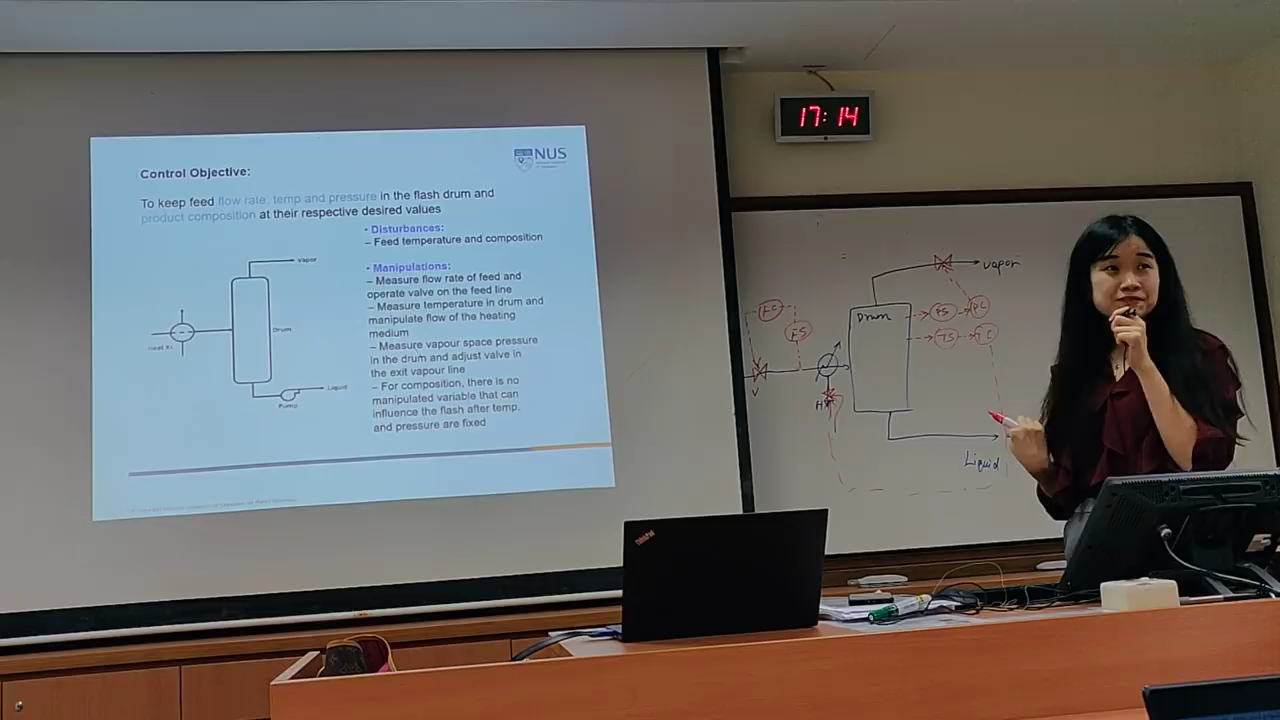 NUS
Control Objective:
To keep feed flow rate, temp and pressure in the flash drum and
product composition at their respective desired values
• Disturbances:
– Feed temperature and composition
• Manipulations:
– Measure flow rate of feed and
operate valve on the feed line
– Measure temperature in drum and
manipulate flow of the heating
medium
– Measure vapour space pressure
in the drum and adjust valve in
the exit vapour line
– For composition, there is no
manipulated variable that can
influence the flash after temp.
and pressure are fixed
Vapor
Drum
Heat Ex.
Liquid
Pump
17:14
vapor
Drum
FC
PS
PC
FS
TS
TC
V
Liquid
ThinkPad